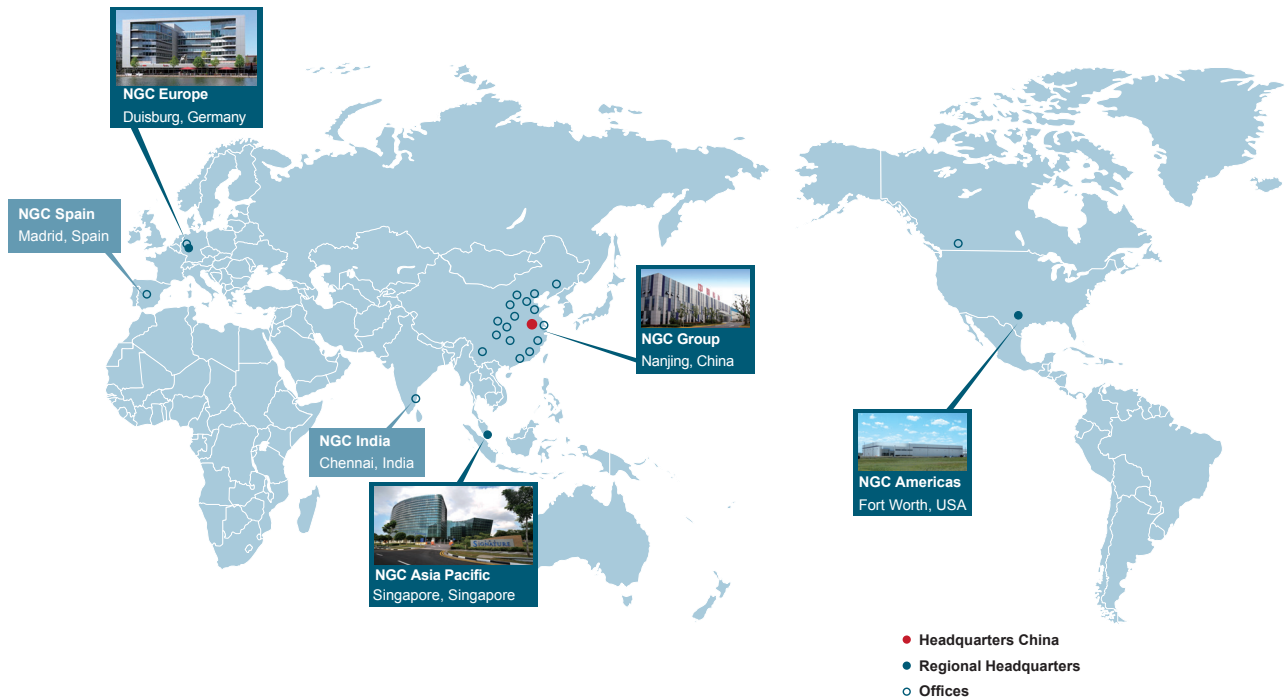 NGC Europe
Duisburg, Germany
NGC Spain
Madrid, Spain
NGC Group
Nanjing, China
NGC India
Chennai, India
NGC Americas
Fort Worth, USA
NGC Asia Pacific
Singapore, Singapore
Headquarters China
Regional Headquarters
Offices